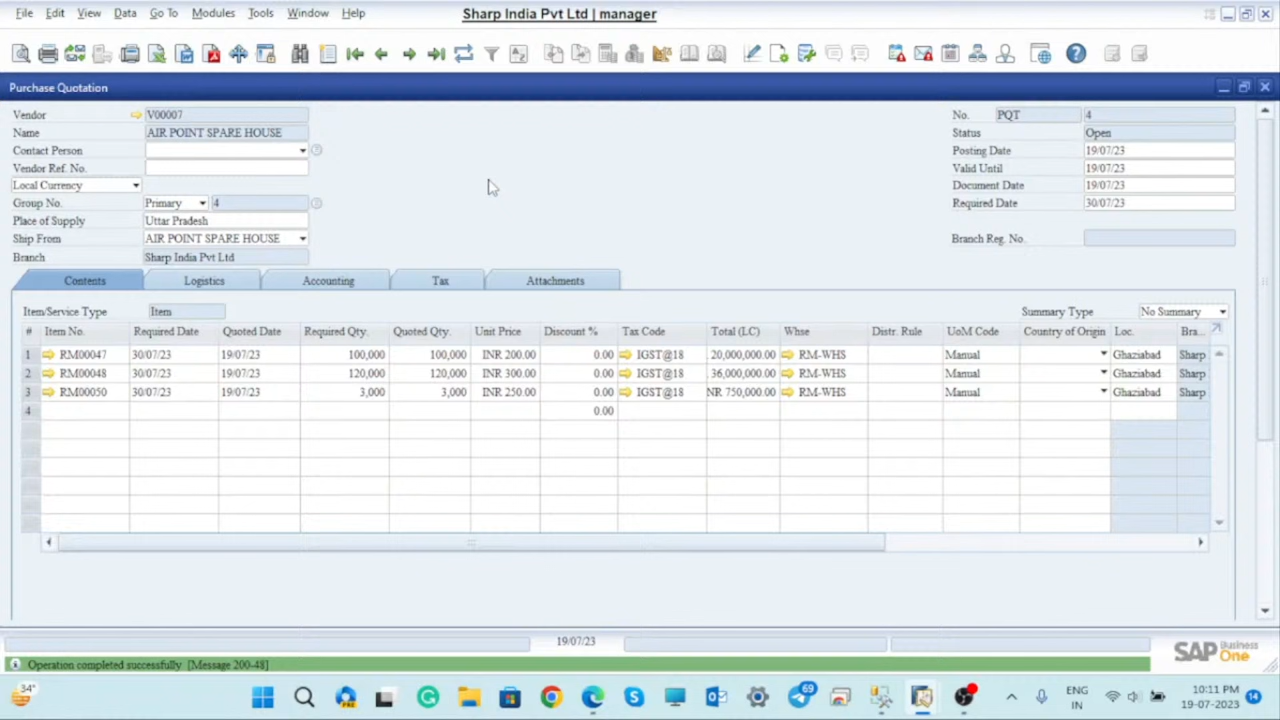 File Edit View Data Go To Modules Tools Window Help Sharp India Pvt Ltd | manager
Purchase Quotation
Vendor V00007 No. PQT 4
Name AIR POINT SPARE HOUSE Status Open
Contact Person Posting Date 19/07/23
Vendor Ref. No. Valid Until 19/07/23
Local Currency Document Date 19/07/23
Group No. Primary 4 Required Date 30/07/23
Place of Supply Uttar Pradesh
Ship From AIR POINT SPARE HOUSE Branch Reg. No.
Branch Sharp India Pvt Ltd
Contents Logistics Accounting Tax Attachments
Item/Service Type Item Summary Type No Summary
# Item No. Required Date Quoted Date Required Qty. Quoted Qty. Unit Price Discount % Tax Code Total (LC) Whse Distr. Rule UoM Code Country of Origin Loc. Bra...
1 RM00047 30/07/23 19/07/23 100,000 100,000 INR 200.00 0.00 IGST@18 20,000,000.00 RM-WHS Manual Ghaziabad Sharp
2 RM00048 30/07/23 19/07/23 120,000 120,000 INR 300.00 0.00 IGST@18 36,000,000.00 RM-WHS Manual Ghaziabad Sharp
3 RM00050 30/07/23 19/07/23 3,000 3,000 INR 250.00 0.00 IGST@18 NR 750,000.00 RM-WHS Manual Ghaziabad Sharp
4 0.00
19/07/23
Operation completed successfully [Message 200-48]
SAP Business One
34°
69
ENG
IN
10:11 PM
19-07-2023
14